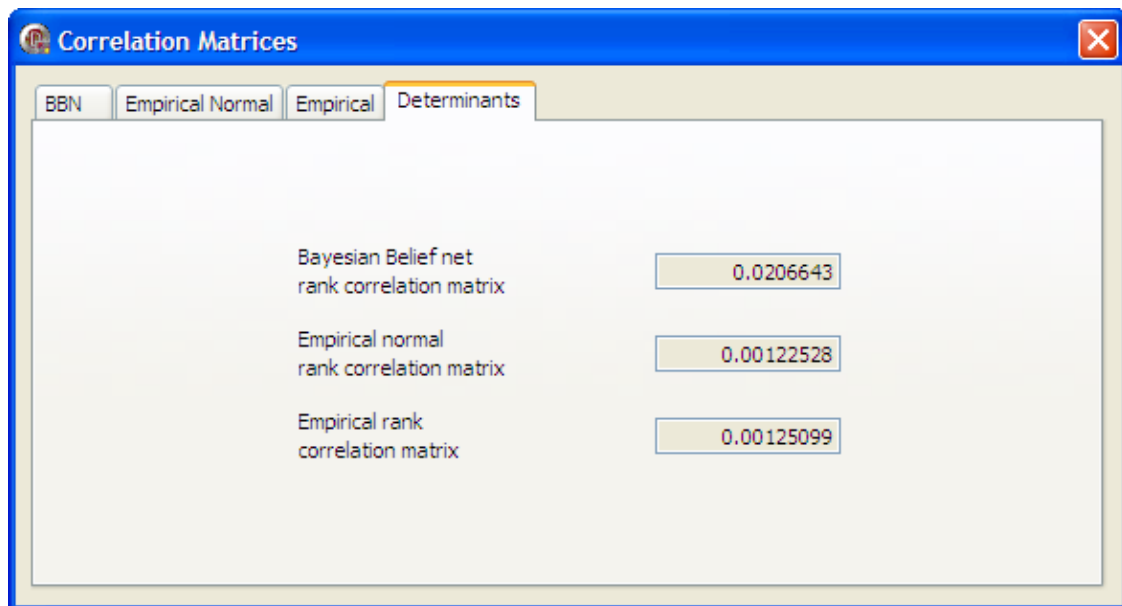 Correlation Matrices
BBN Empirical Normal Empirical Determinants
Bayesian Belief net
rank correlation matrix
0.0206643
Empirical normal
rank correlation matrix
0.00122528
Empirical rank
correlation matrix
0.00125099